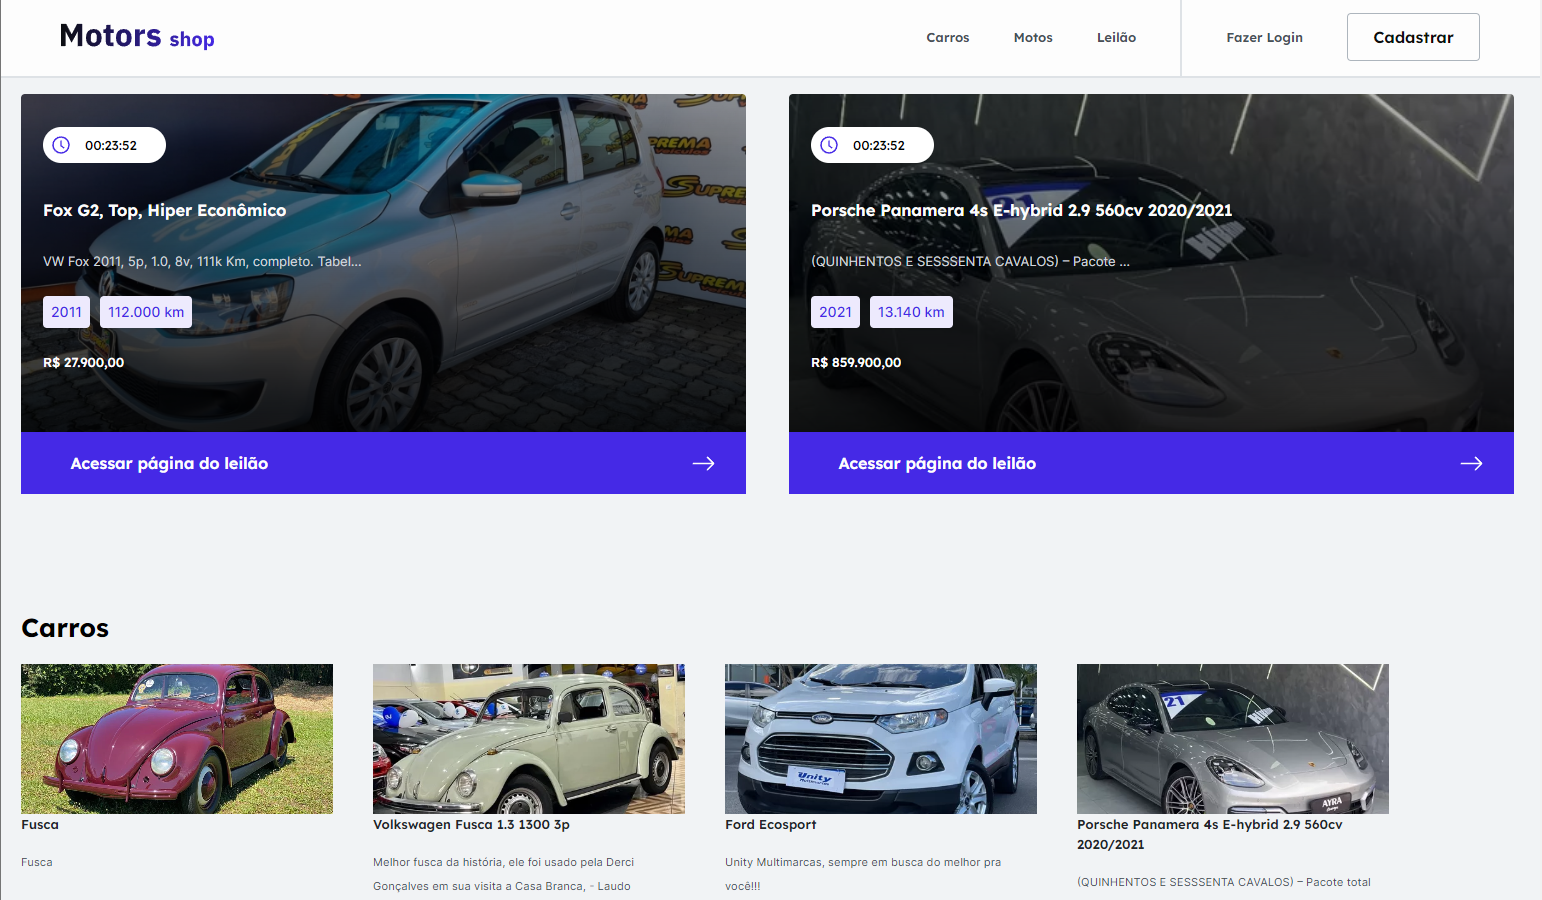 Motors shop
Carros Motos Leilão Fazer Login Cadastrar
00:23:52
Fox G2, Top, Hiper Econômico
VW Fox 2011, 5p, 1.0, 8v, 111k Km, completo. Tabel...
2011 112.000 km
R$ 27.900,00
Acessar página do leilão
SUPREMA
00:23:52
Porsche Panamera 4s E-hybrid 2.9 560cv 2020/2021
(QUINHENTOS E SESSSENTA CAVALOS) – Pacote ...
2021 13.140 km
R$ 859.900,00
Acessar página do leilão
Carros
Fusca
Fusca
Volkswagen Fusca 1.3 1300 3p
Melhor fusca da história, ele foi usado pela Derci
Gonçalves em sua visita a Casa Branca, - Laudo
Unity
Multimarcas
Ford Ecosport
Unity Multimarcas, sempre em busca do melhor pra
você!!!
21
AYRA
Porsche Panamera 4s E-hybrid 2.9 560cv
2020/2021
(QUINHENTOS E SESSSENTA CAVALOS) – Pacote total